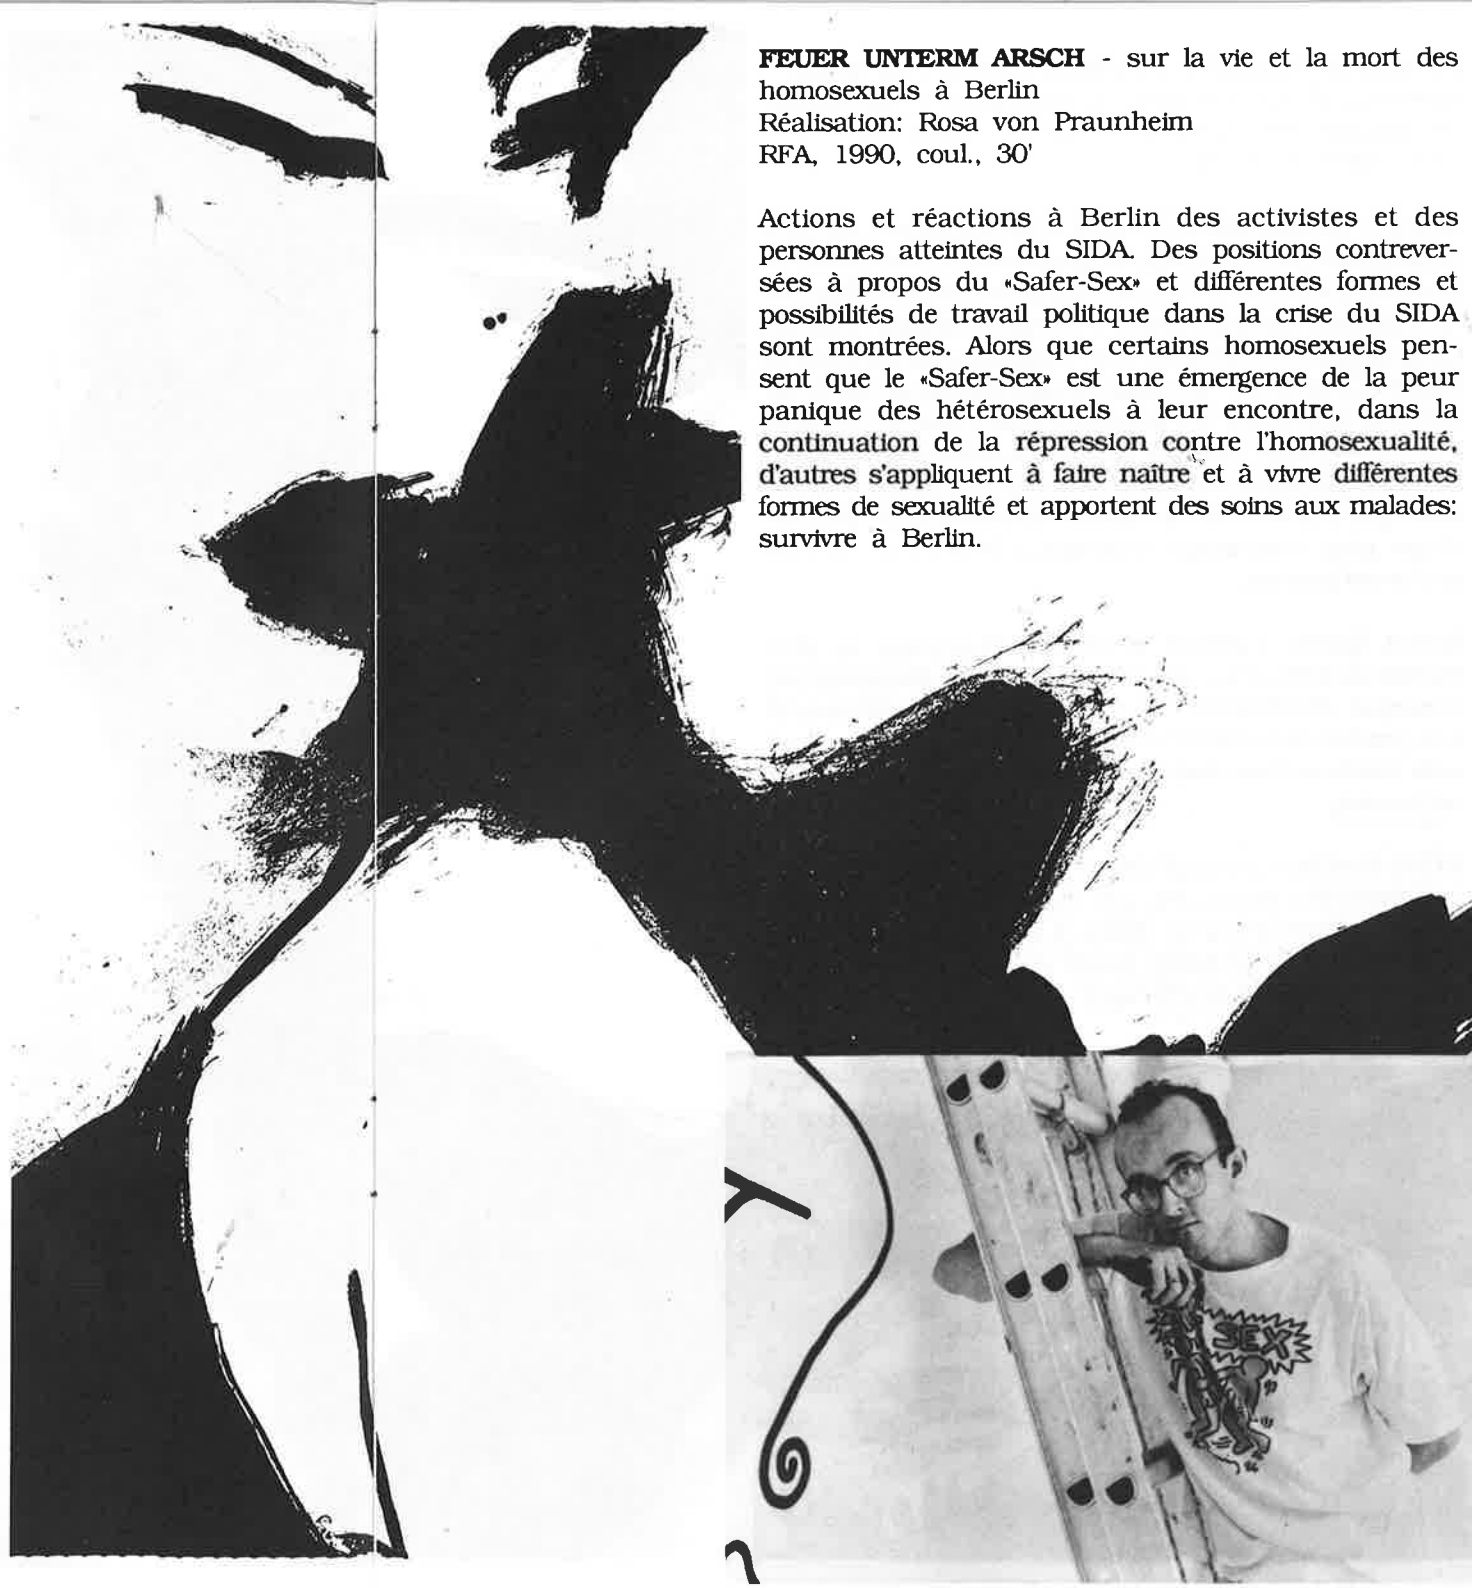 FEUER UNTERM ARSCH - sur la vie et la mort des
homosexuels à Berlin
Réalisation: Rosa von Praunheim
RFA, 1990, coul., 30'
Actions et réactions à Berlin des activistes et des
personnes atteintes du SIDA. Des positions contrever-
sées à propos du «Safer-Sex» et différentes formes et
possibilités de travail politique dans la crise du SIDA
sont montrées. Alors que certains homosexuels pen-
sent que le «Safer-Sex» est une émergence de la peur
panique des hétérosexuels à leur encontre, dans la
continuation de la répression contre l'homosexualité,
d'autres s'appliquent à faire naître et à vivre différentes
formes de sexualité et apportent des soins aux malades:
survivre à Berlin.
SEX